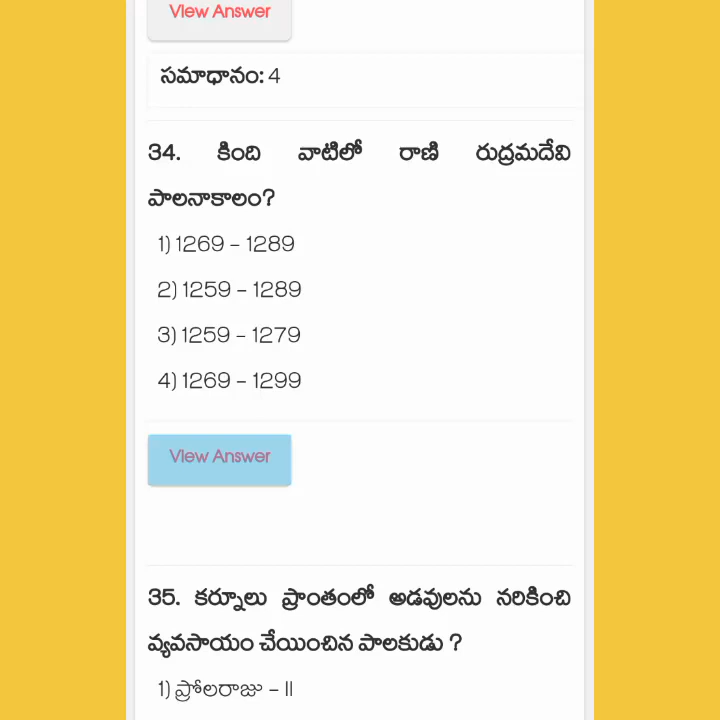 View Answer
సమాధానం: 4
34. కింది వాటిలో రాణి రుద్రమదేవి
పాలనాకాలం?
1) 1269 – 1289
2) 1259 – 1289
3) 1259 – 1279
4) 1269 – 1299
View Answer
35. కర్నూలు ప్రాంతంలో అడవులను నరికించి
వ్యవసాయం చేయించిన పాలకుడు ?
1) ప్రోలరాజు – II